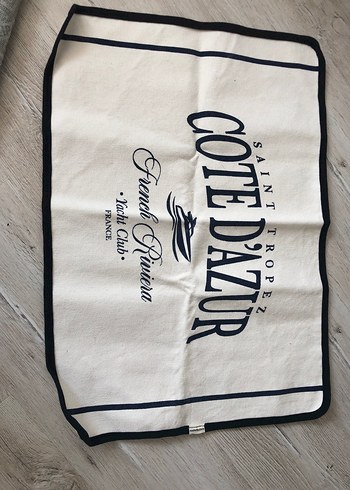 SAINT TROPEZ
COTE D'AZUR
French Riviera
• Yacht Club •
FRANCE